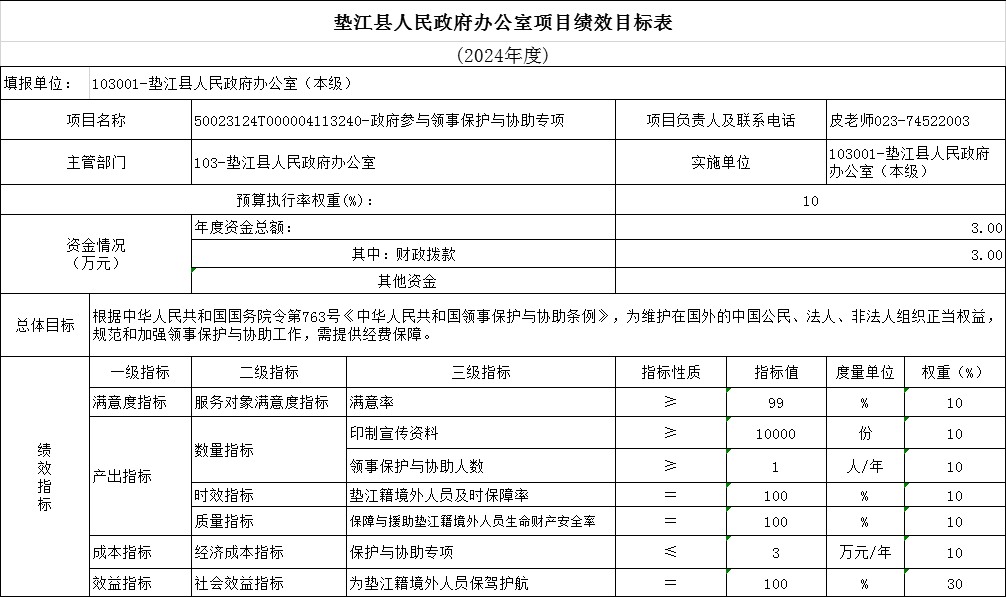 垫江县人民政府办公室项目绩效目标表
(2024年度)
填报单位： 103001-垫江县人民政府办公室（本级）
项目名称 50023124T000004113240-政府参与领事保护与协助专项 项目负责人及联系电话 皮老师023-74522003
主管部门 103-垫江县人民政府办公室 实施单位 103001-垫江县人民政府
办公室（本级）
预算执行率权重(%)： 10
资金情况
（万元）
年度资金总额： 3.00
其中：财政拨款 3.00
其他资金
总体目标
根据中华人民共和国国务院令第763号《中华人民共和国领事保护与协助条例》，为维护在国外的中国公民、法人、非法人组织正当权益，
规范和加强领事保护与协助工作，需提供经费保障。
绩
效
指
标
一级指标 二级指标 三级指标 指标性质 指标值 度量单位 权重（%）
满意度指标 服务对象满意度指标 满意率 ≥ 99 % 10
产出指标 数量指标 印制宣传资料 ≥ 10000 份 10
领事保护与协助人数 ≥ 1 人/年 10
时效指标 垫江籍境外人员及时保障率 ＝ 100 % 10
质量指标 保障与援助垫江籍境外人员生命财产安全率 ＝ 100 % 10
成本指标 经济成本指标 保护与协助专项 ≤ 3 万元/年 10
效益指标 社会效益指标 为垫江籍境外人员保驾护航 ＝ 100 % 30